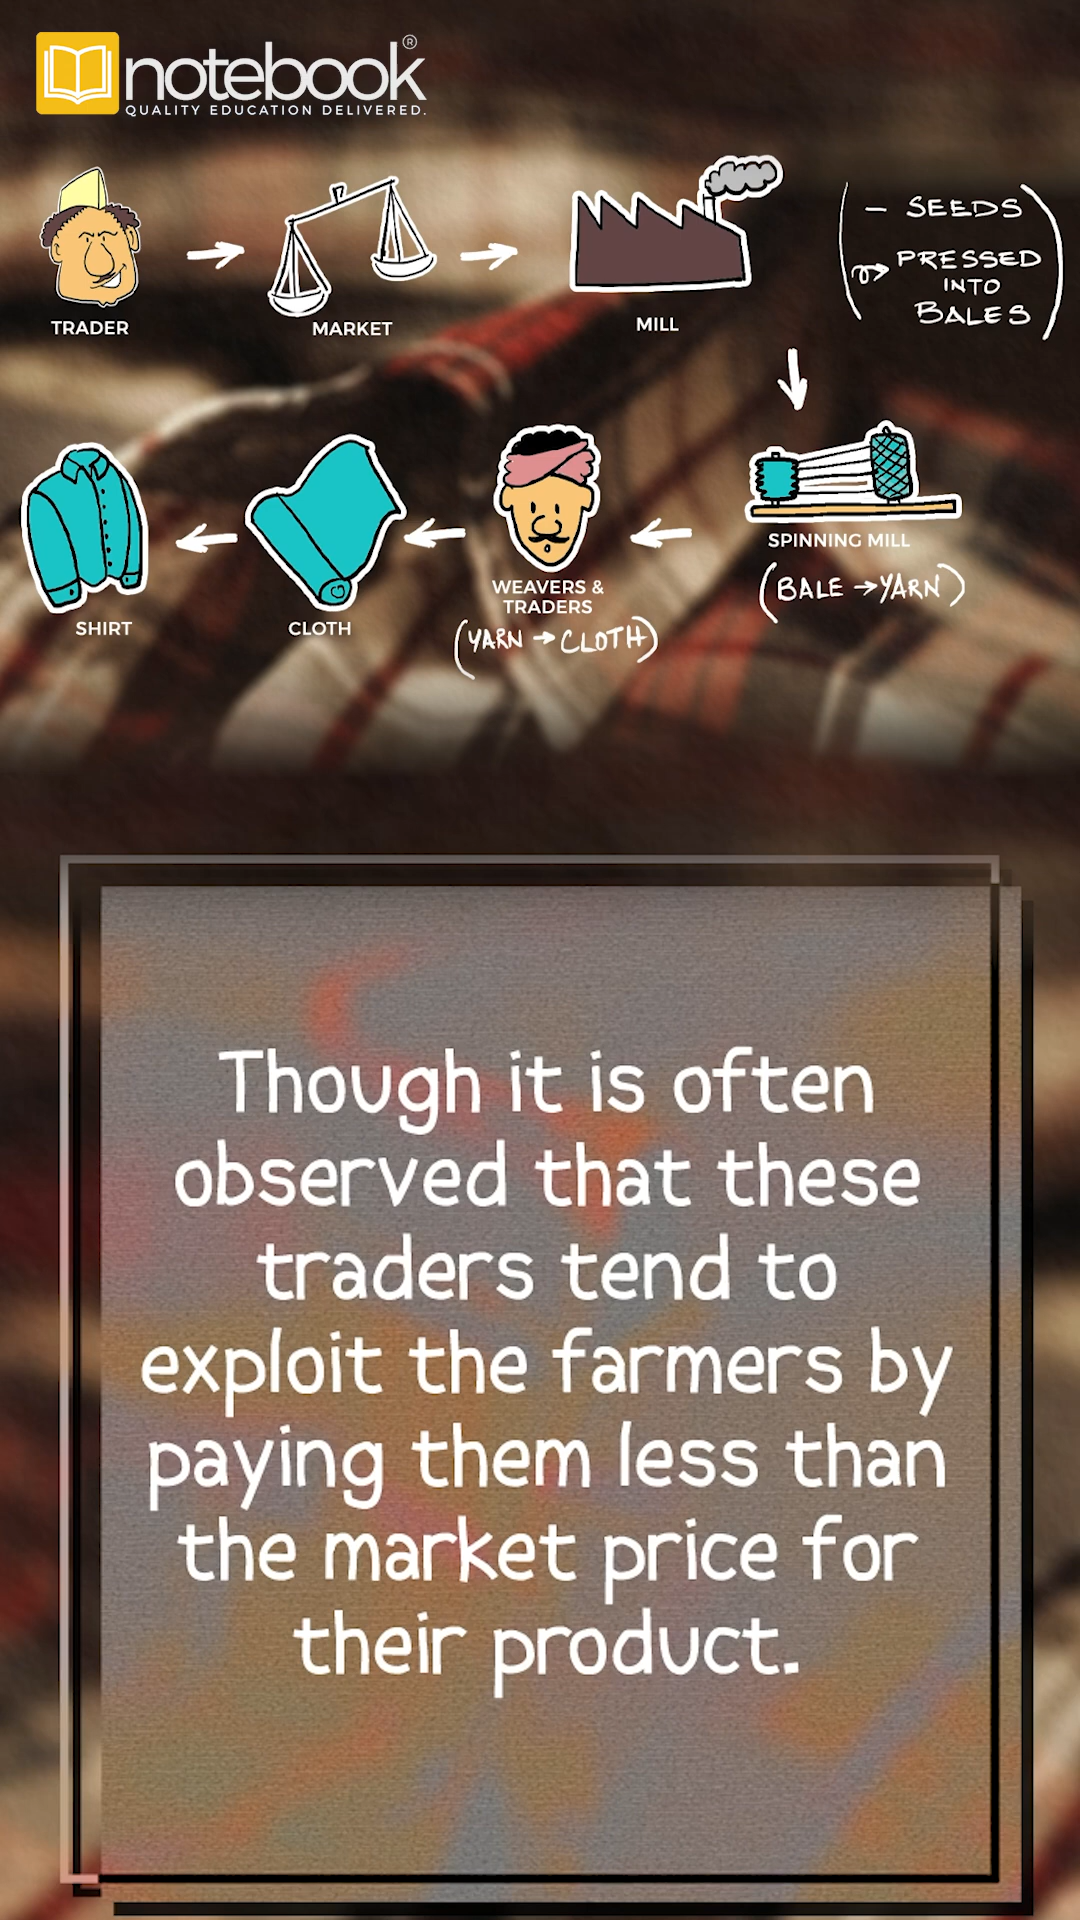 notebook®
QUALITY EDUCATION DELIVERED.
TRADER
MARKET
MILL
(– SEEDS
PRESSED
INTO
BALES)
SHIRT
CLOTH
WEAVERS &
TRADERS
(YARN → CLOTH)
SPINNING MILL
(BALE → YARN)
Though it is often
observed that these
traders tend to
exploit the farmers by
paying them less than
the market price for
their product.